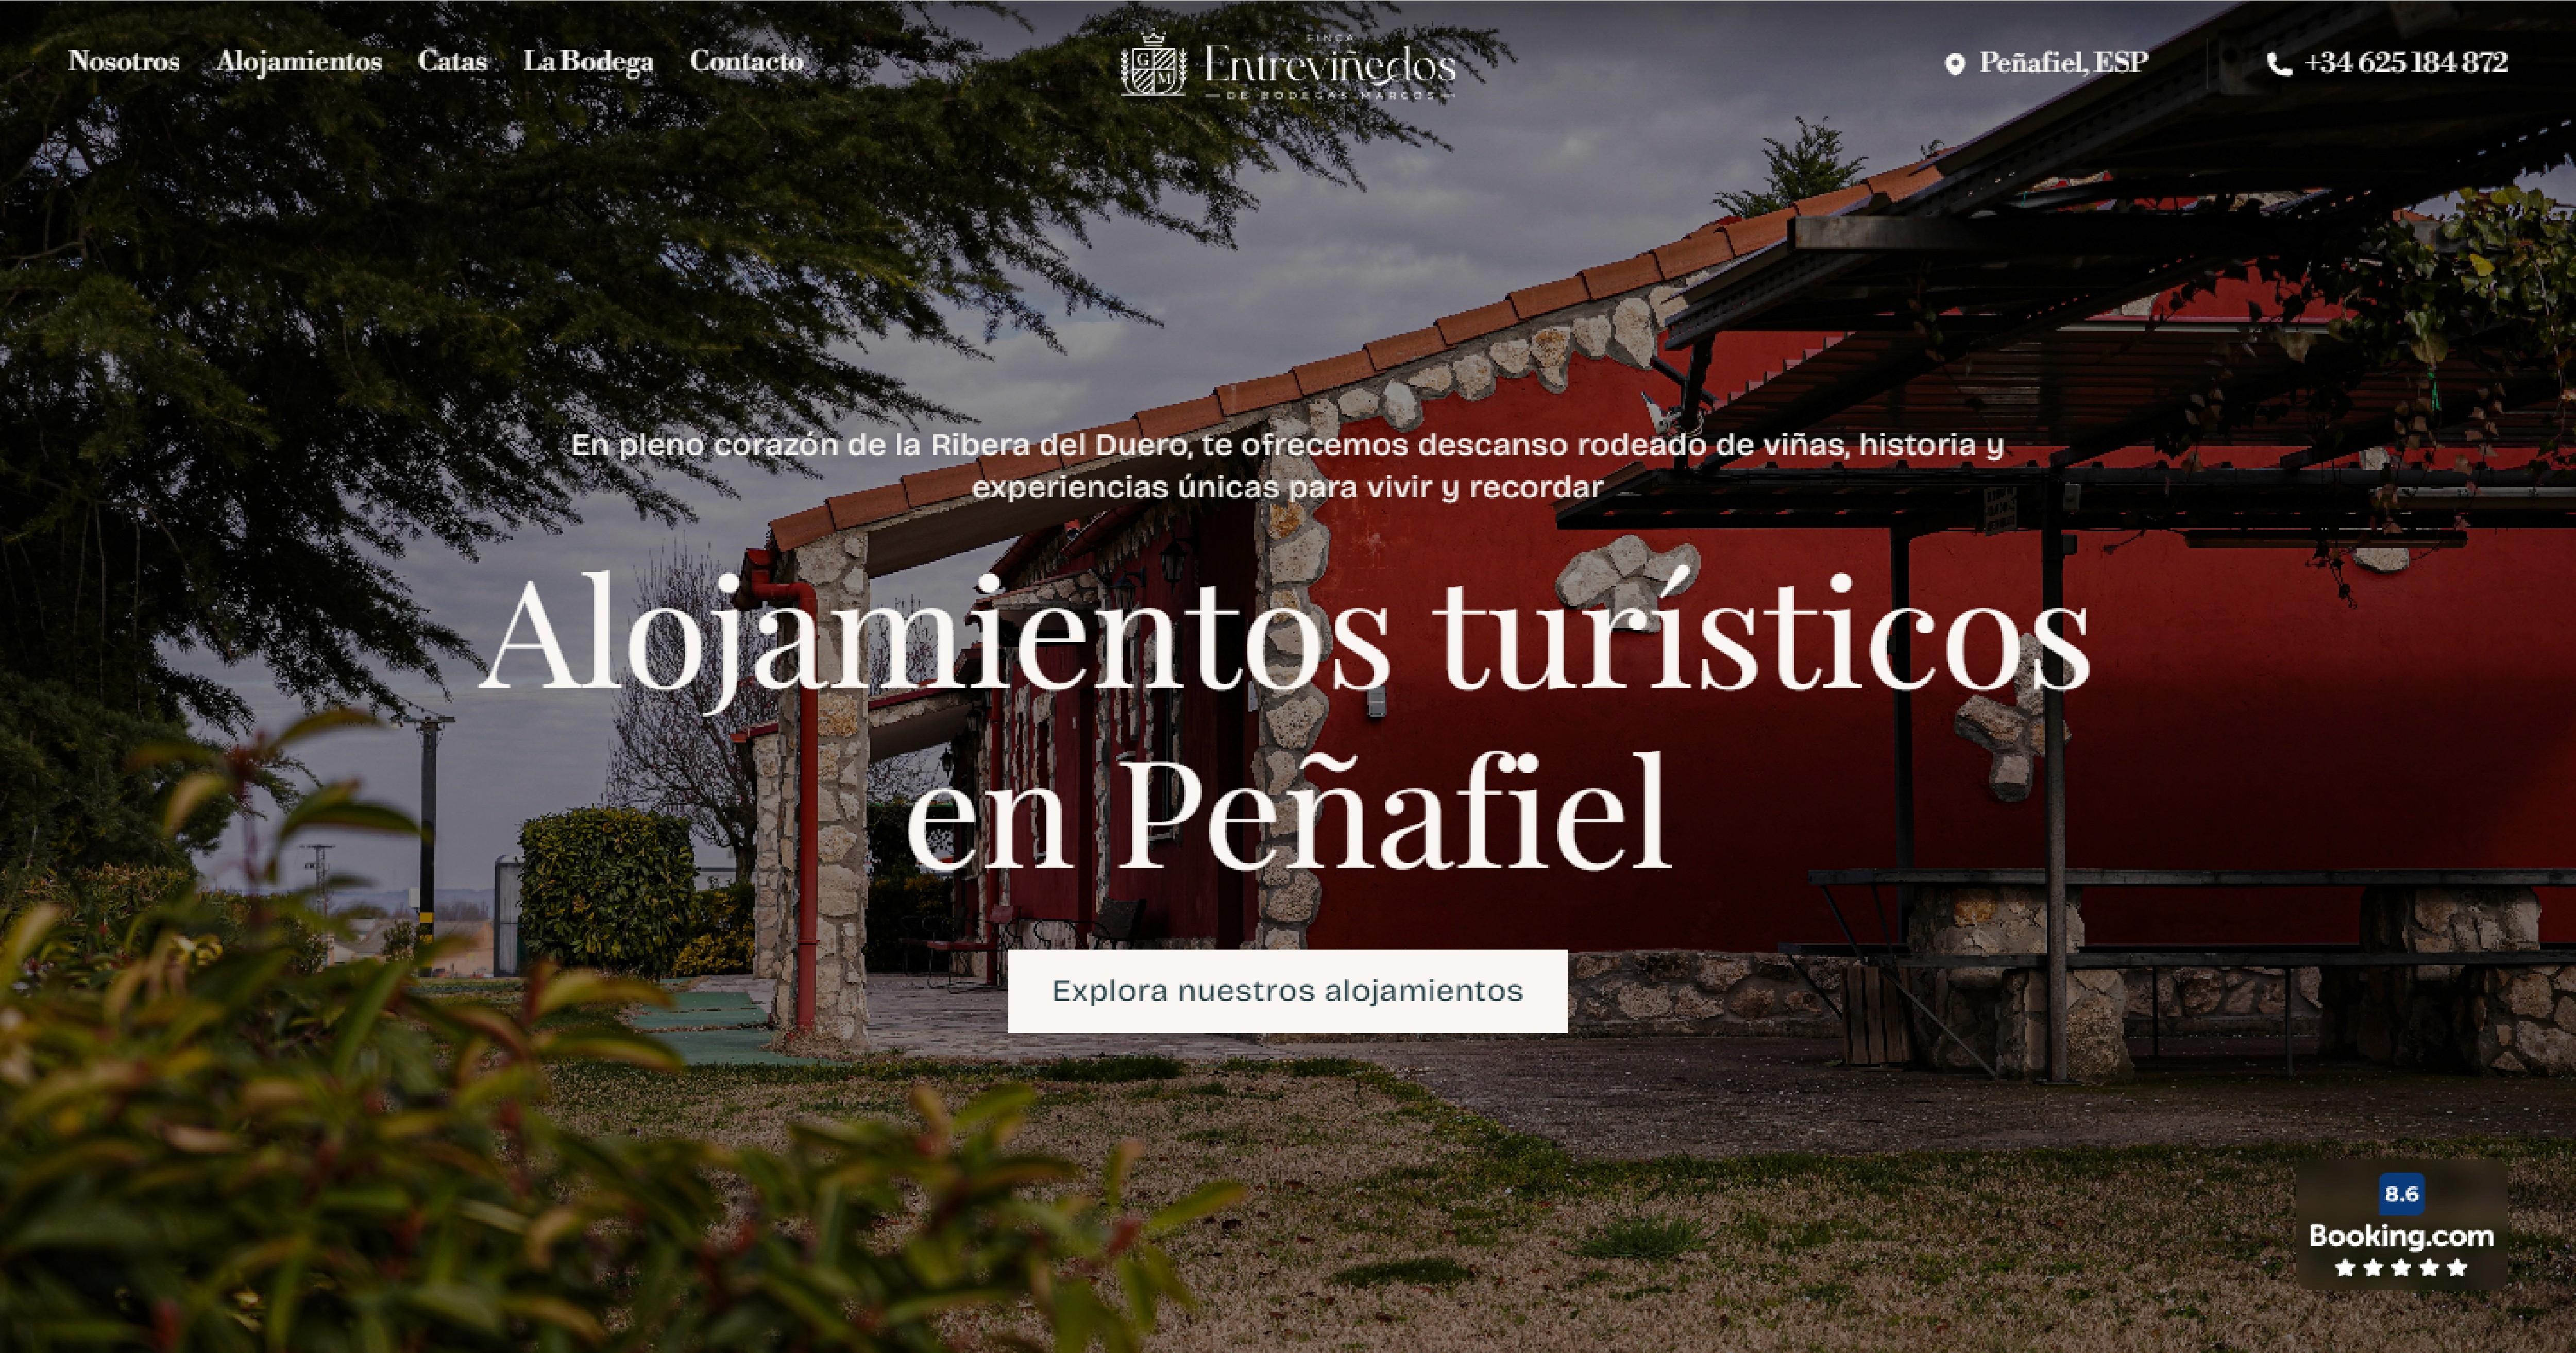 Nosotros Alojamientos Catas La Bodega Contacto
FINCA
G M Entreviñedos
DE BODEGAS MARCOS
Peñafiel, ESP
+34 625 184 872
En pleno corazón de la Ribera del Duero, te ofrecemos descanso rodeado de viñas, historia y
experiencias únicas para vivir y recordar
Alojamientos turísticos
en Peñafiel
Explora nuestros alojamientos
8.6
Booking.com